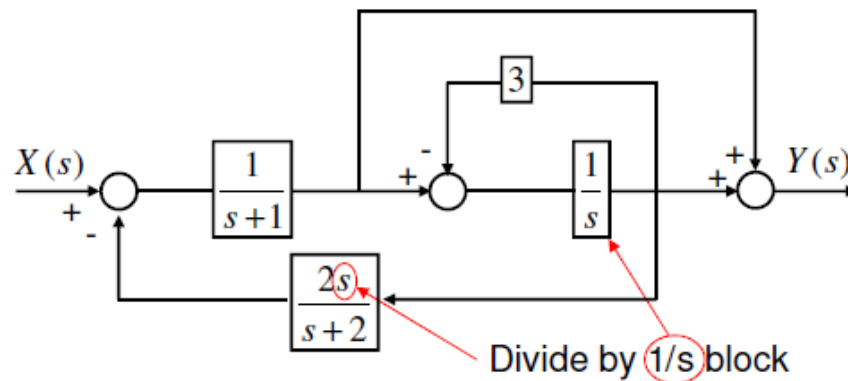 3
X(s) + - 1/(s+1) + - 1/s + + Y(s)
2s/(s+2)
Divide by 1/s block